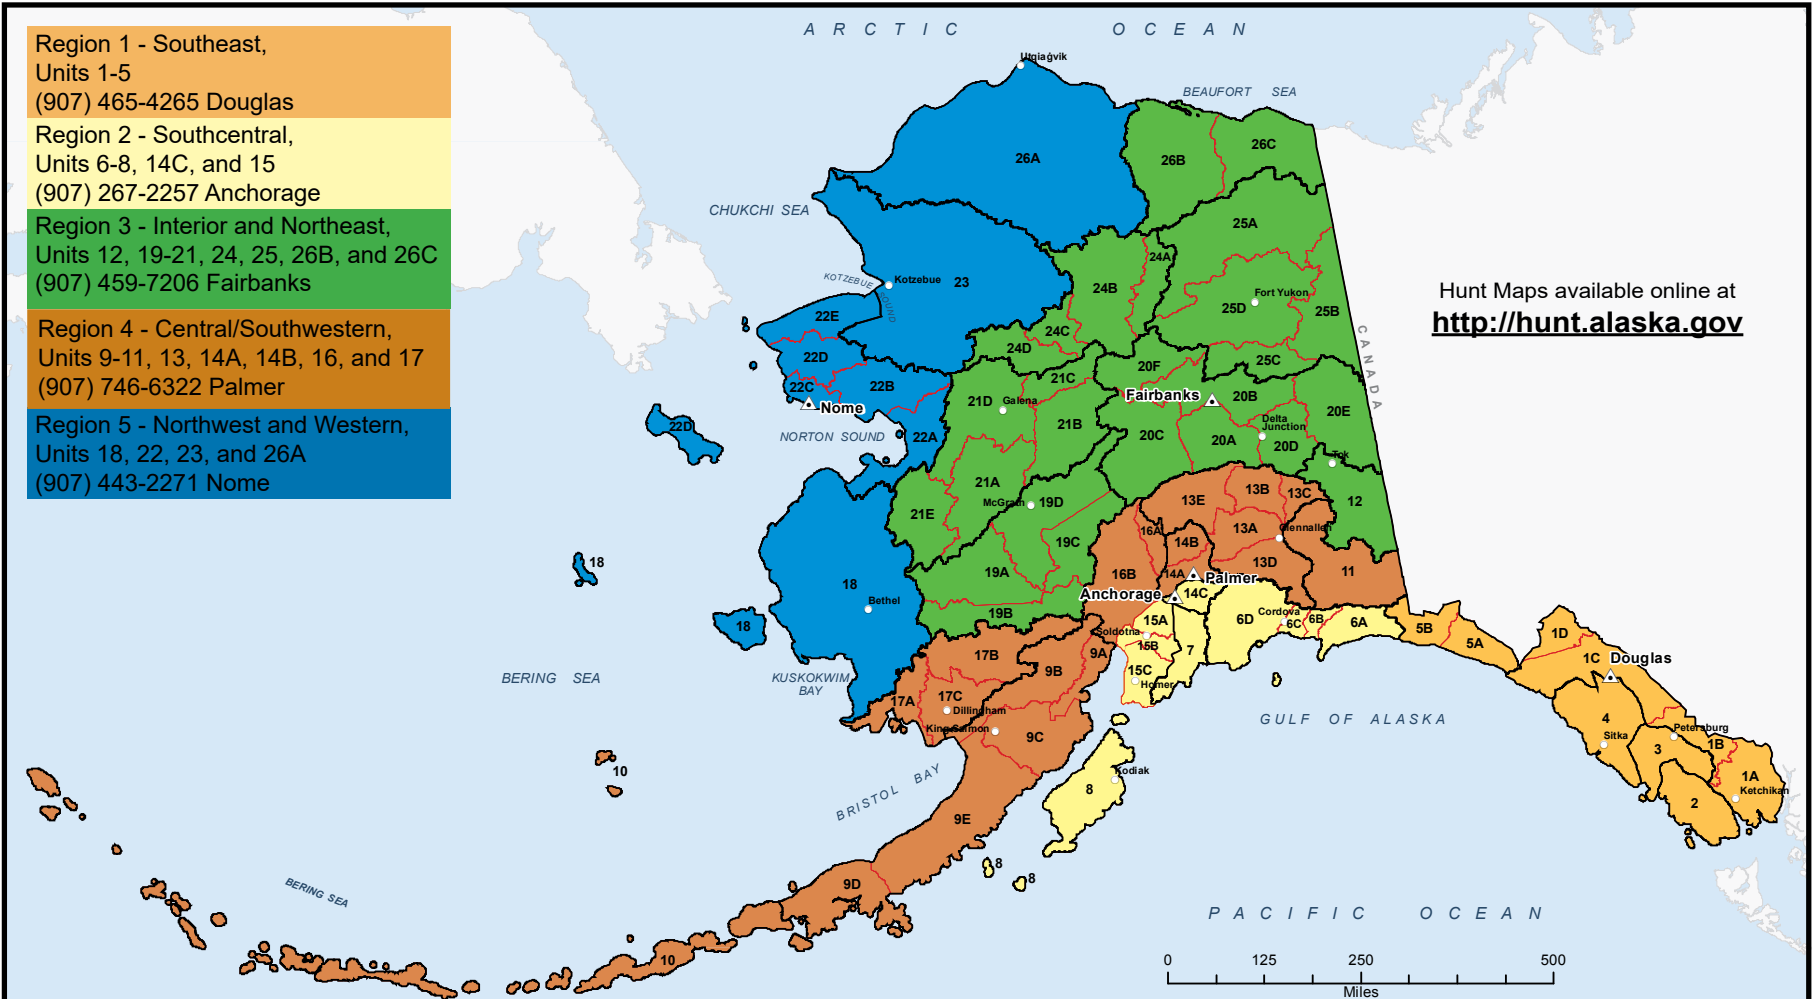 Region 1 - Southeast,
Units 1-5
(907) 465-4265 Douglas
Region 2 - Southcentral,
Units 6-8, 14C, and 15
(907) 267-2257 Anchorage
Region 3 - Interior and Northeast,
Units 12, 19-21, 24, 25, 26B, and 26C
(907) 459-7206 Fairbanks
Region 4 - Central/Southwestern,
Units 9-11, 13, 14A, 14B, 16, and 17
(907) 746-6322 Palmer
Region 5 - Northwest and Western,
Units 18, 22, 23, and 26A
(907) 443-2271 Nome
ARCTIC OCEAN
Utqiaġvik
BEAUFORT SEA
26A
26B
26C
CHUKCHI SEA
25A
24A
KOTZEBUE SOUND
Kotzebue
23
24B
25D
Fort Yukon
25B
CANADA
Hunt Maps available online at
http://hunt.alaska.gov
22E
24C
24D
22D
25C
20F
21C
22C
22B
Nome
21D
Galena
Fairbanks
20B
20E
22D
NORTON SOUND
22A
21B
20C
20A
Delta
Junction
20D
Tok
21A
McGrath
19D
13E
13B
13C
12
21E
16A
13A
Glennallen
19C
14B
18
18
19A
16B
14A
Palmer
13D
11
Bethel
Anchorage
14C
18
19B
15A
6D
Cordova
6C
6B
6A
5B
5A
1D
Soldotna
15B
7
17B
9B
9A
15C
Homer
1C
Douglas
BERING SEA
KUSKOKWIM
BAY
17A
17C
Dillingham
King Salmon
9C
GULF OF ALASKA
4
Sitka
3
Petersburg
1B
10
BRISTOL BAY
Kodiak
8
1A
Ketchikan
2
9E
8
8
9D
BERING SEA
PACIFIC OCEAN
10
0 125 250 500
Miles